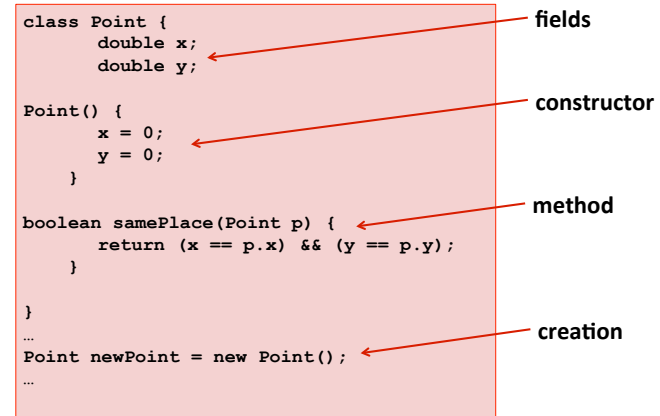 class Point {
double x;
double y;
Point() {
x = 0;
y = 0;
}
boolean samePlace(Point p) {
return (x == p.x) && (y == p.y);
}
}
…
Point newPoint = new Point();
…
fields
constructor
method
creation